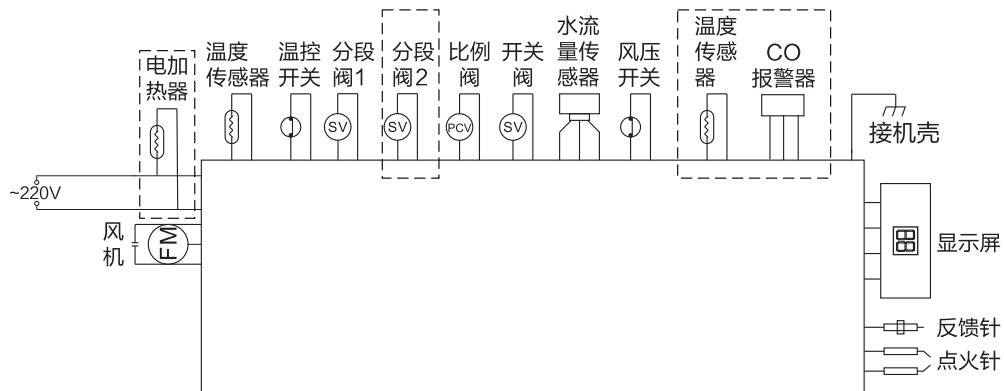 电加
热器
温度
传感器
温控
开关
分段
阀1
分段
阀2
比例
阀
开关
阀
水流
量传
感器
风压
开关
温度
传感
器
CO
报警器
接机壳
SV
SV
PCV
SV
~220V
风
机
FM
显示屏
反馈针
点火针